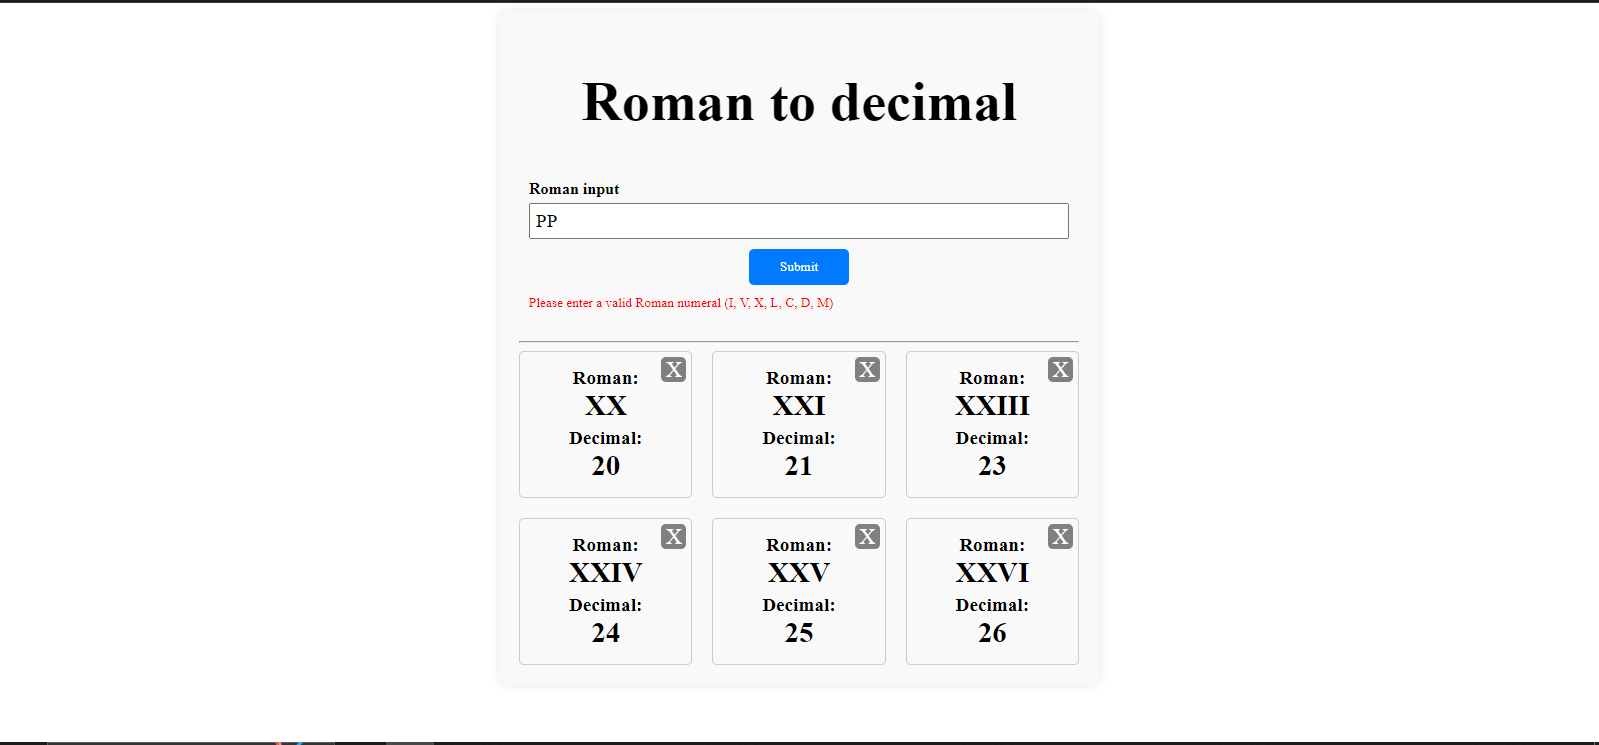 Roman to decimal
Roman input
PP
Submit
Please enter a valid Roman numeral (I, V, X, L, C, D, M)
X
Roman:
XX
Decimal:
20
X
Roman:
XXI
Decimal:
21
X
Roman:
XXIII
Decimal:
23
X
Roman:
XXIV
Decimal:
24
X
Roman:
XXV
Decimal:
25
X
Roman:
XXVI
Decimal:
26